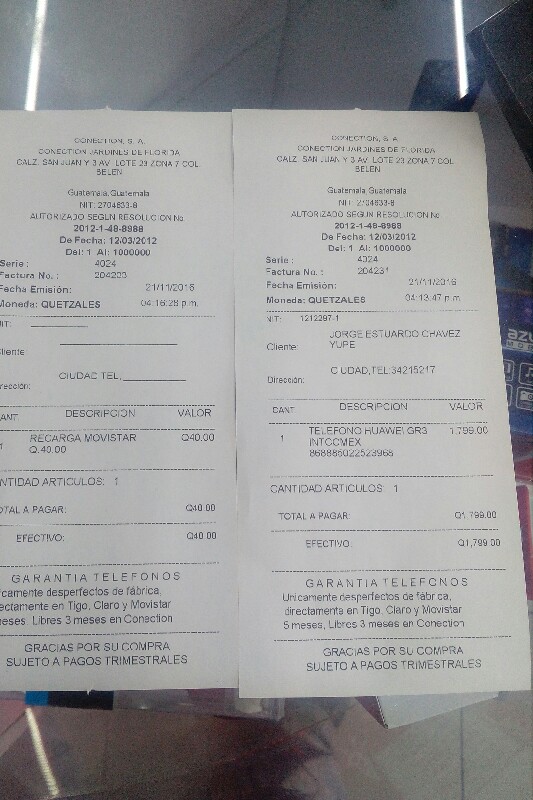 CONECTION, S. A.
CONECTION JARDINES DE FLORIDA
CALZ. SAN JUAN Y 3 AV. LOTE 23 ZONA 7 COL.
BELEN
Guatemala,Guatemala
NIT: 2704633-8
AUTORIZADO SEGUN RESOLUCION No
2012-1-48-8988
De Fecha: 12/03/2012
Del: 1 Al: 1000000
Serie : 4024
Factura No. : 204233
Fecha Emisión: 21/11/2016
Moneda: QUETZALES 04:16:28 p.m.
NIT:
Cliente
CIUDAD TEL,
Dirección:
CANT DESCRIPCION VALOR
1 RECARGA MOVISTAR Q40.00
Q.40.00
CANTIDAD ARTICULOS: 1
TOTAL A PAGAR: Q40.00
EFECTIVO: Q40.00
GARANTIA TELEFONOS
Unicamente desperfectos de fábrica,
directamente en Tigo, Claro y Movistar
meses, Libres 3 meses en Conection
GRACIAS POR SU COMPRA
SUJETO A PAGOS TRIMESTRALES
CONECTION, S. A.
CONECTION JARDINES DE FLORIDA
CALZ. SAN JUAN Y 3 AV. LOTE 23 ZONA 7 COL.
BELEN
Guatemala,Guatemala
NIT: 2704633-8
AUTORIZADO SEGUN RESOLUCION No
2012-1-48-8988
De Fecha: 12/03/2012
Del: 1 Al: 1000000
Serie : 4024
Factura No. : 204231
Fecha Emisión: 21/11/2016
Moneda: QUETZALES 04:13:47 p.m.
NIT: 1212297-1
JORGE ESTUARDO CHAVEZ
Cliente: YUPE
CIUDAD,TEL:34215217
Dirección:
CANT. DESCRIPCION VALOR
1 TELEFONO HUAWEI GR3 1,799.00
INTCOMEX
868886022523968
CANTIDAD ARTICULOS: 1
TOTAL A PAGAR: Q1,799.00
EFECTIVO: Q1,799.00
GARANTIA TELEFONOS
Unicamente desperfectos de fábrica,
directamente en Tigo, Claro y Movistar
6 meses, Libres 3 meses en Conection
GRACIAS POR SU COMPRA
SUJETO A PAGOS TRIMESTRALES